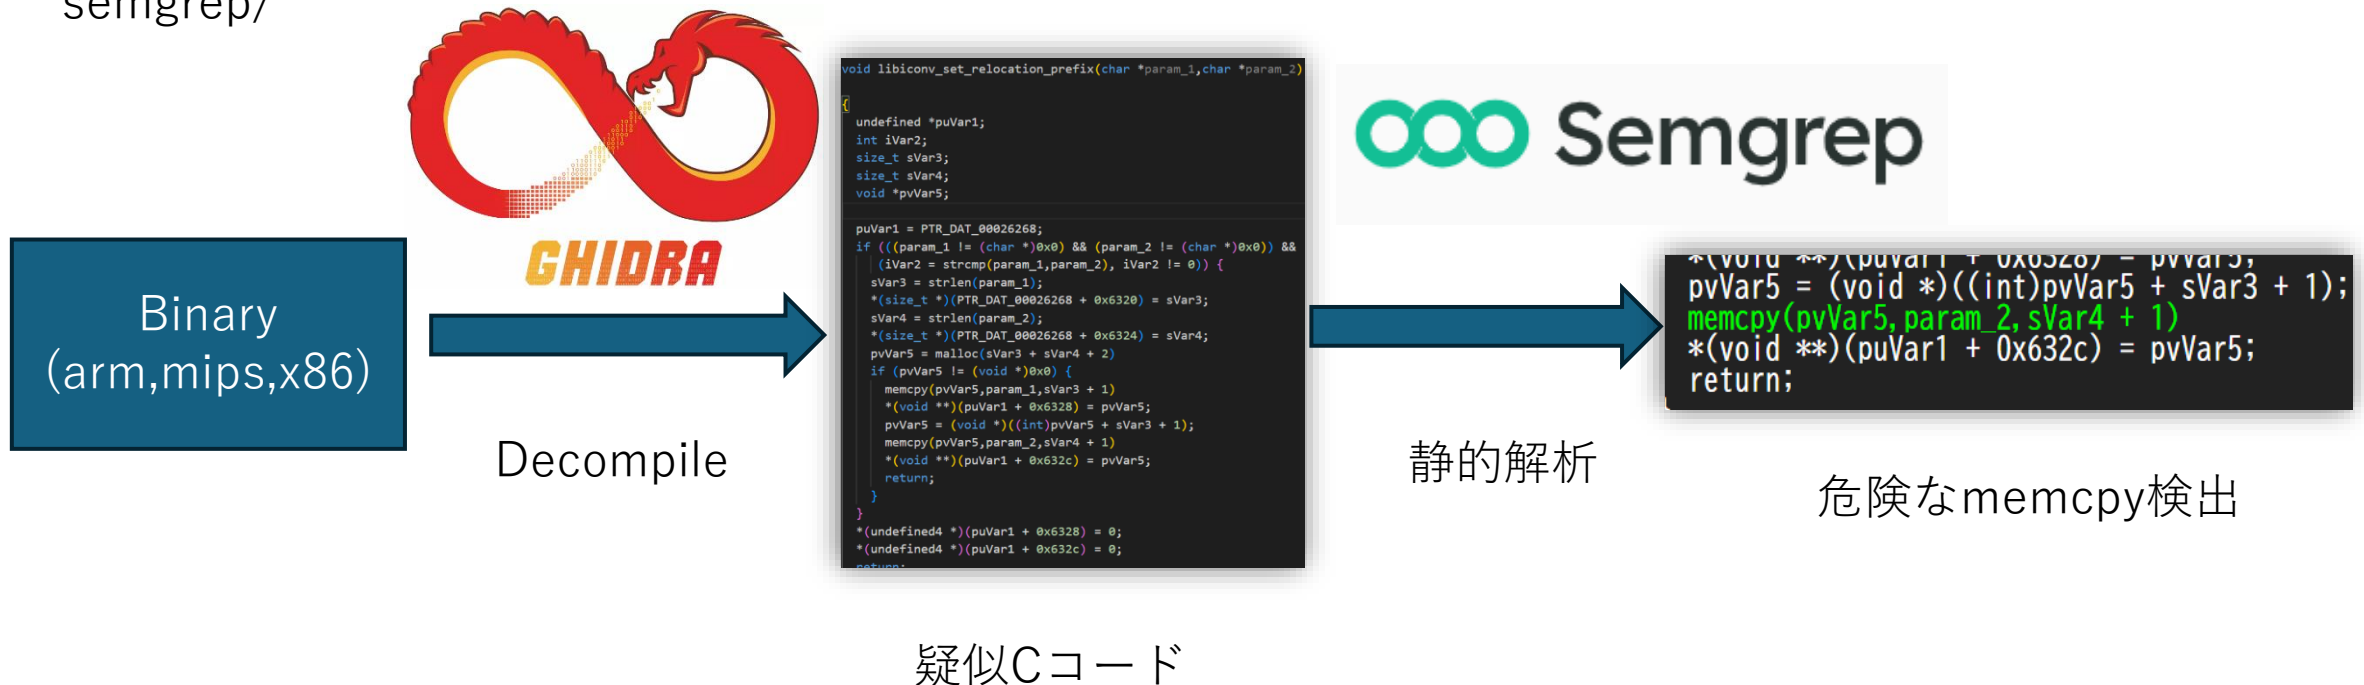 semgrep/
GHIDRA
Binary
(arm,mips,x86)
Decompile
void libiconv_set_relocation_prefix(char *param_1,char *param_2)
{
undefined *puVar1;
int iVar2;
size_t sVar3;
size_t sVar4;
void *pvVar5;
puVar1 = PTR_DAT_00026268;
if (((param_1 != (char *)0x0) && (param_2 != (char *)0x0)) &&
(iVar2 = strcmp(param_1,param_2), iVar2 != 0)) {
sVar3 = strlen(param_1);
*(size_t *)(PTR_DAT_00026268 + 0x6320) = sVar3;
sVar4 = strlen(param_2);
*(size_t *)(PTR_DAT_00026268 + 0x6324) = sVar4;
pvVar5 = malloc(sVar3 + sVar4 + 2)
if (pvVar5 != (void *)0x0) {
memcpy(pvVar5,param_1,sVar3 + 1)
*(void **)(puVar1 + 0x6328) = pvVar5;
pvVar5 = (void *)((int)pvVar5 + sVar3 + 1);
memcpy(pvVar5,param_2,sVar4 + 1)
*(void **)(puVar1 + 0x632c) = pvVar5;
return;
}
}
*(undefined4 *)(puVar1 + 0x6328) = 0;
*(undefined4 *)(puVar1 + 0x632c) = 0;
return;
疑似Cコード
Semgrep
静的解析
*(void **)(puVar1 + 0x6328) = pvVar5;
pvVar5 = (void *)((int)pvVar5 + sVar3 + 1);
memcpy(pvVar5,param_2,sVar4 + 1)
*(void **)(puVar1 + 0x632c) = pvVar5;
return;
危険なmemcpy検出